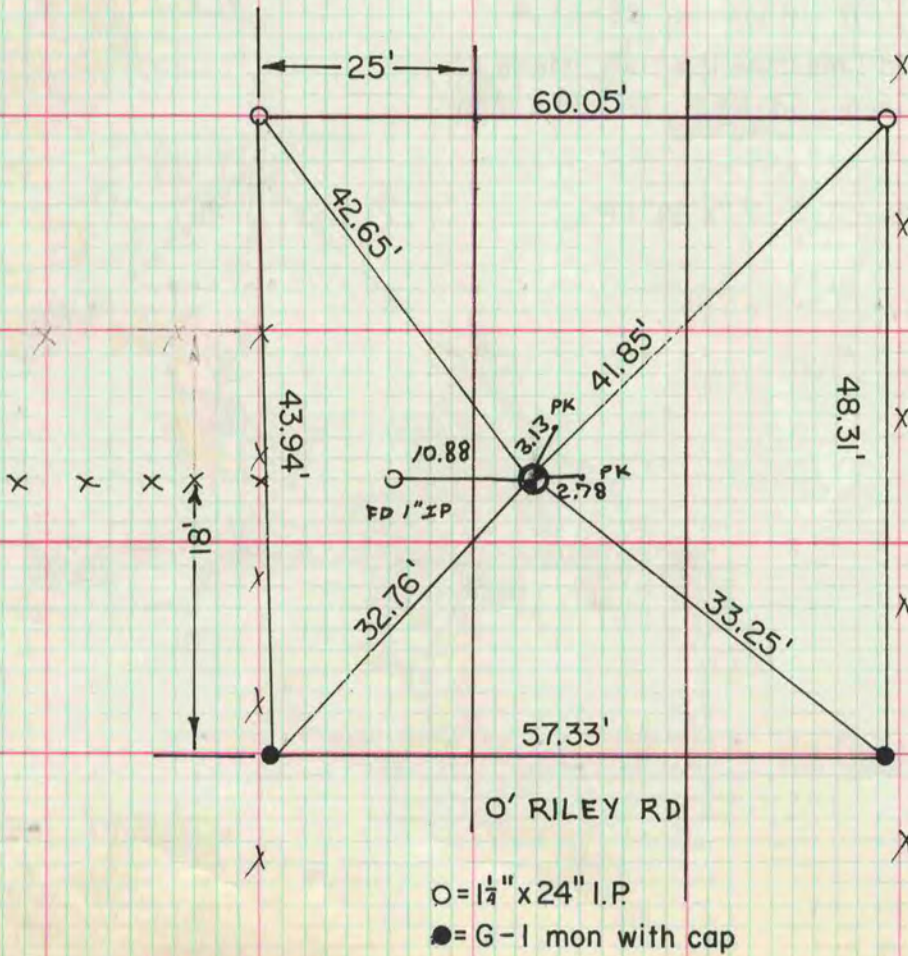 25'
60.05'
42.65'
41.85'
43.94'
48.31'
3.13 PK
10.88
PK
2.78
FD 1" IP
18'
32.76'
33.25'
57.33'
O' RILEY RD
○ = 1¼" x 24" I.P.
● = G-1 mon with cap